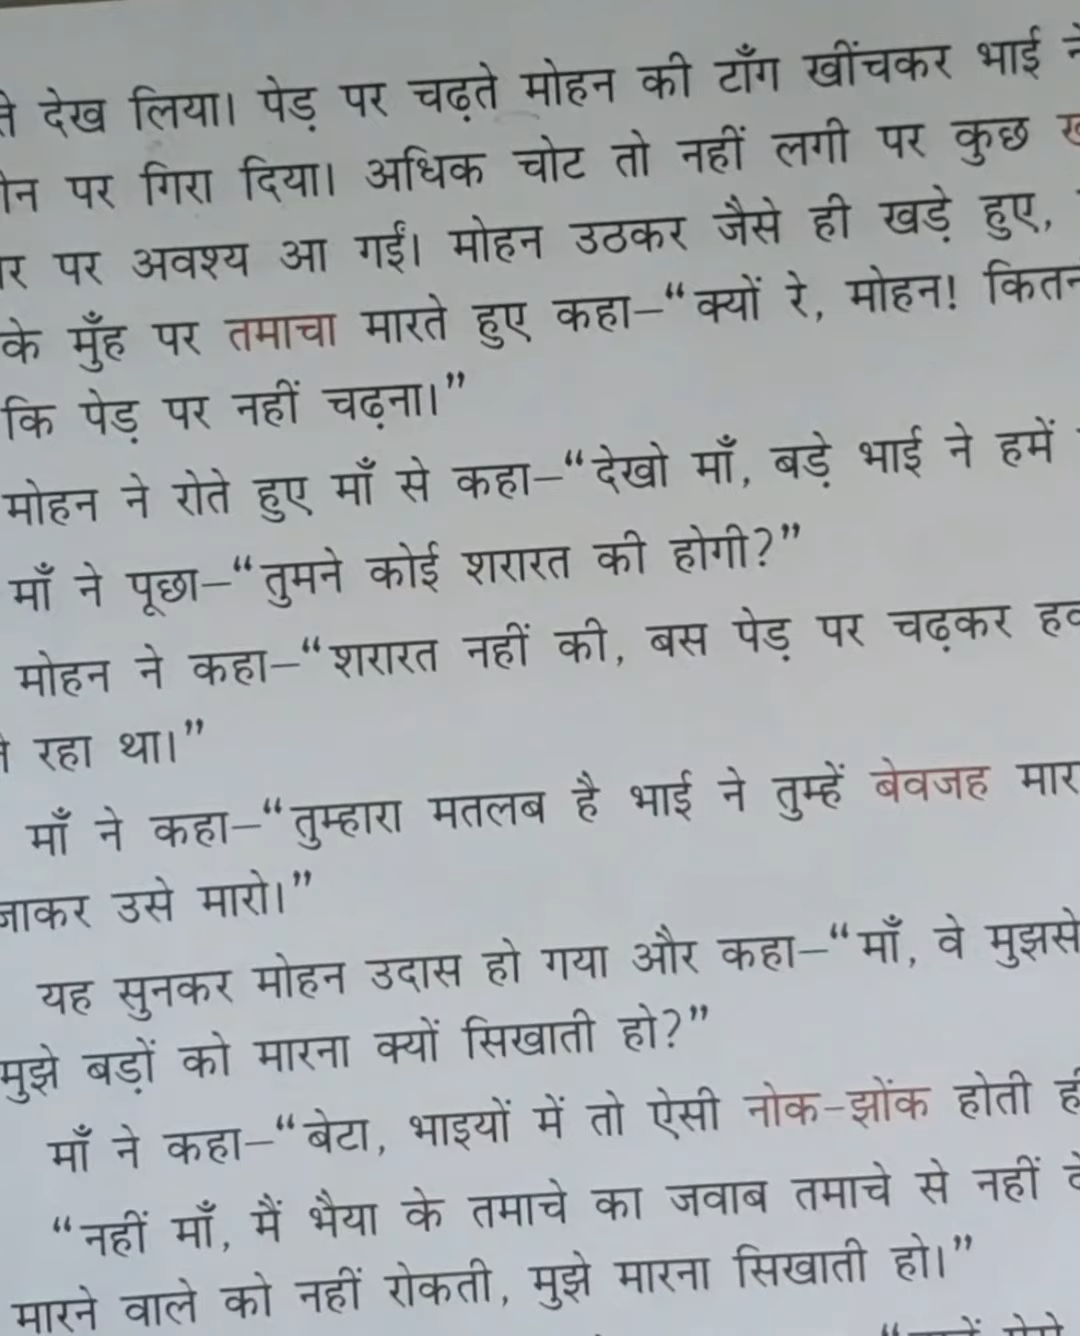 देख लिया। पेड़ पर चढ़ते मोहन की टाँग खींचकर भाई
पर गिरा दिया। अधिक चोट तो नहीं लगी पर कुछ
पर अवश्य आ गईं। मोहन उठकर जैसे ही खड़े हुए,
के मुँह पर तमाचा मारते हुए कहा–“क्यों रे, मोहन!
कि पेड़ पर नहीं चढ़ना।”
मोहन ने रोते हुए माँ से कहा–“देखो माँ, बड़े भाई ने हमें
माँ ने पूछा–“तुमने कोई शरारत की होगी?”
मोहन ने कहा–“शरारत नहीं की, बस पेड़ पर चढ़कर
रहा था।”
माँ ने कहा–“तुम्हारा मतलब है भाई ने तुम्हें बेवजह मार
जाकर उसे मारो।”
यह सुनकर मोहन उदास हो गया और कहा–“माँ, वे मुझसे
मुझे बड़ों को मारना क्यों सिखाती हो?”
माँ ने कहा–“बेटा, भाइयों में तो ऐसी नोक-झोंक होती ही
“नहीं माँ, मैं भैया के तमाचे का जवाब तमाचे से नहीं
मारने वाले को नहीं रोकती, मुझे मारना सिखाती हो।”